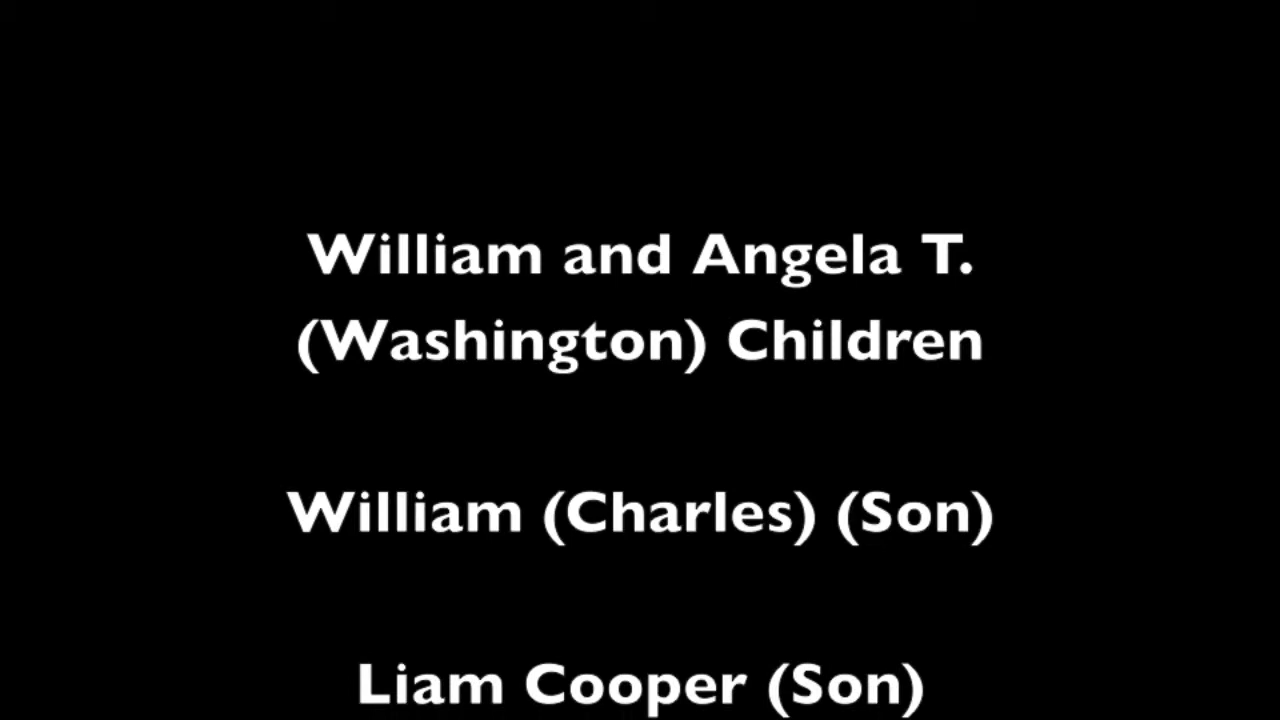 William and Angela T.
(Washington) Children
William (Charles) (Son)
Liam Cooper (Son)